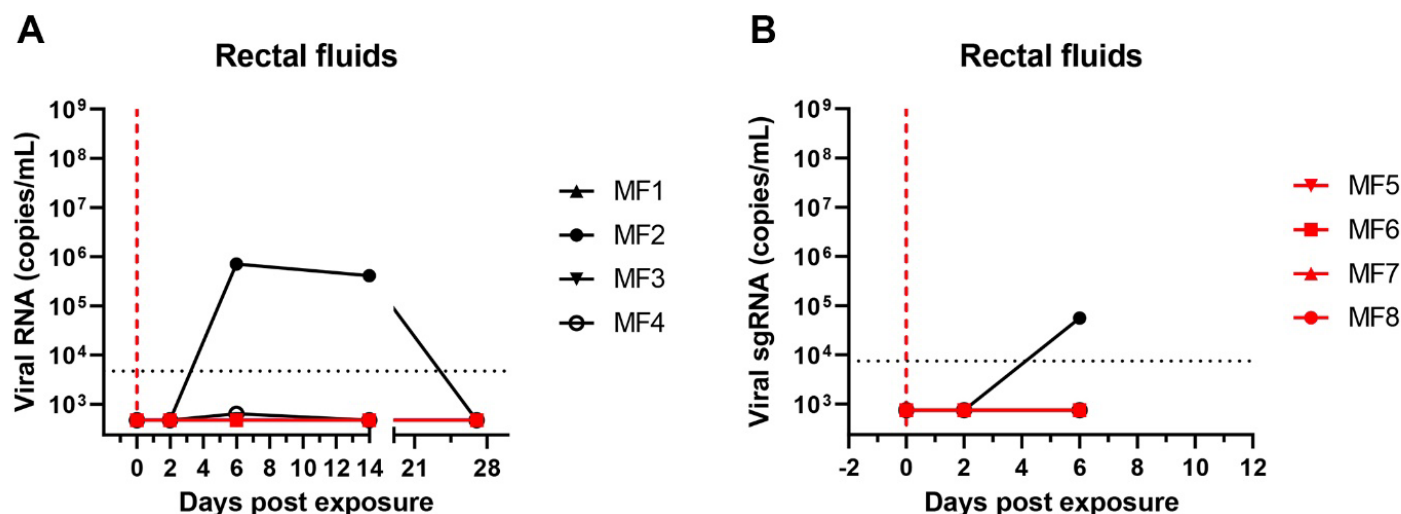 A
Rectal fluids
Viral RNA (copies/mL)
10⁹
10⁸
10⁷
10⁶
10⁵
10⁴
10³
0 2 4 6 8 10 12 14 21 28
Days post exposure
MF1
MF2
MF3
MF4
B
Rectal fluids
Viral sgRNA (copies/mL)
10⁹
10⁸
10⁷
10⁶
10⁵
10⁴
10³
-2 0 2 4 6 8 10 12
Days post exposure
MF5
MF6
MF7
MF8